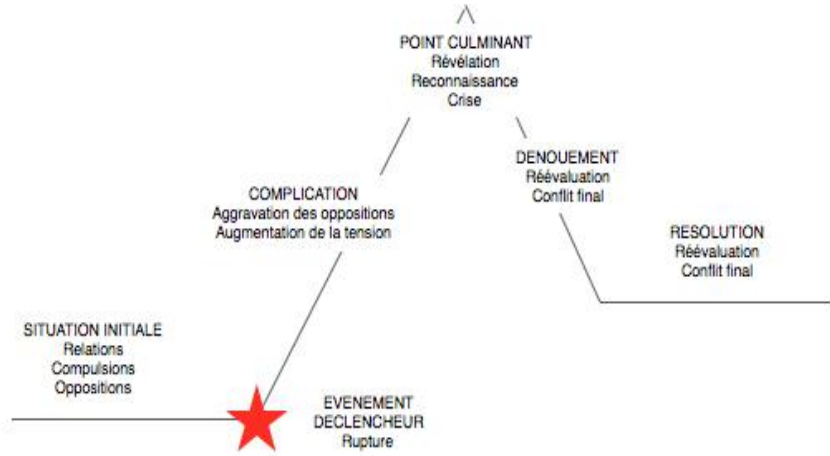 POINT CULMINANT
Révélation
Reconnaissance
Crise
DENOUEMENT
Réévaluation
Conflit final
COMPLICATION
Aggravation des oppositions
Augmentation de la tension
RESOLUTION
Réévaluation
Conflit final
SITUATION INITIALE
Relations
Compulsions
Oppositions
EVENEMENT
DECLENCHEUR
Rupture